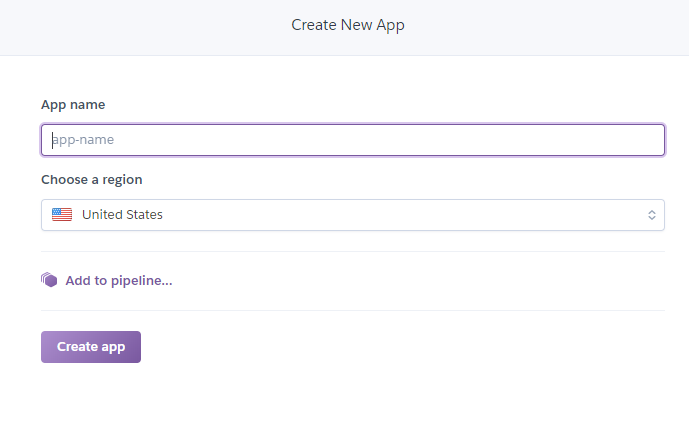 Create New App
App name
app-name
Choose a region
United States
Add to pipeline...
Create app